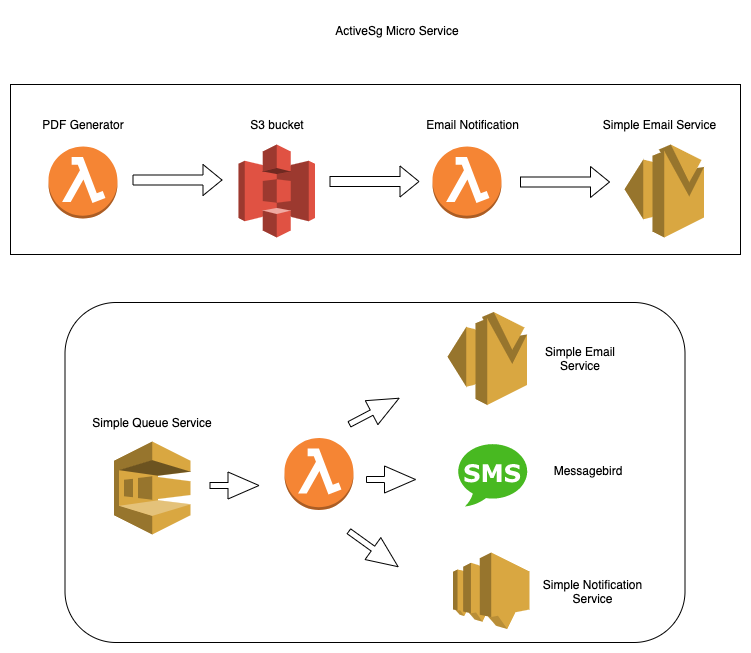 ActiveSg Micro Service
PDF Generator
S3 bucket
Email Notification
Simple Email Service
Simple Email
Service
Simple Queue Service
SMS
Messagebird
Simple Notification
Service